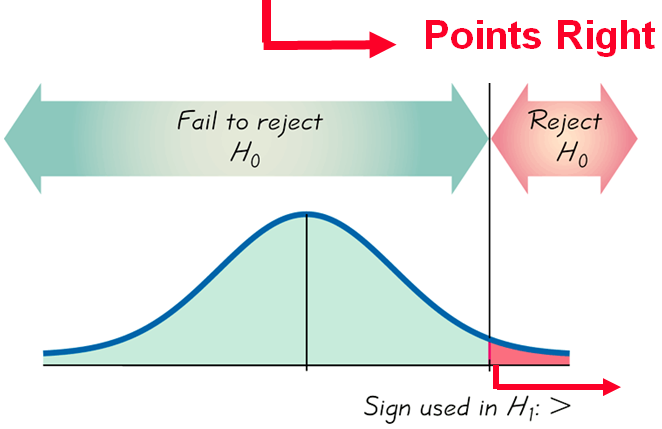 Points Right
Fail to reject
H₀
Reject
H₀
Sign used in H₁: >